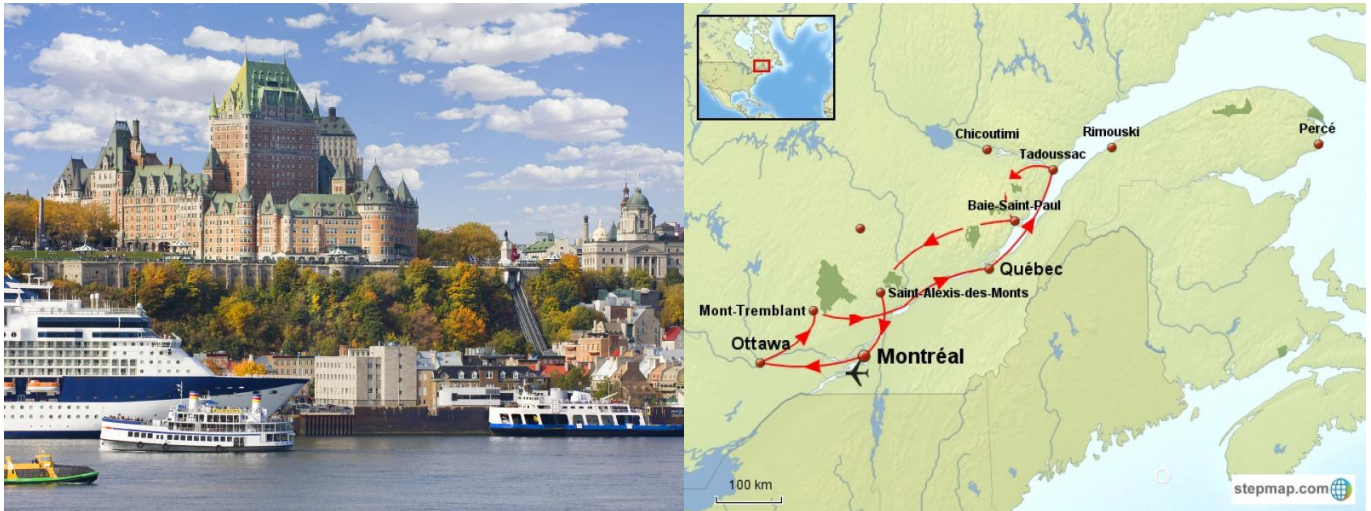 Chicoutimi
Rimouski
Percé
Tadoussac
Baie-Saint-Paul
Québec
Saint-Alexis-des-Monts
Mont-Tremblant
Ottawa
Montréal
100 km
stepmap.com